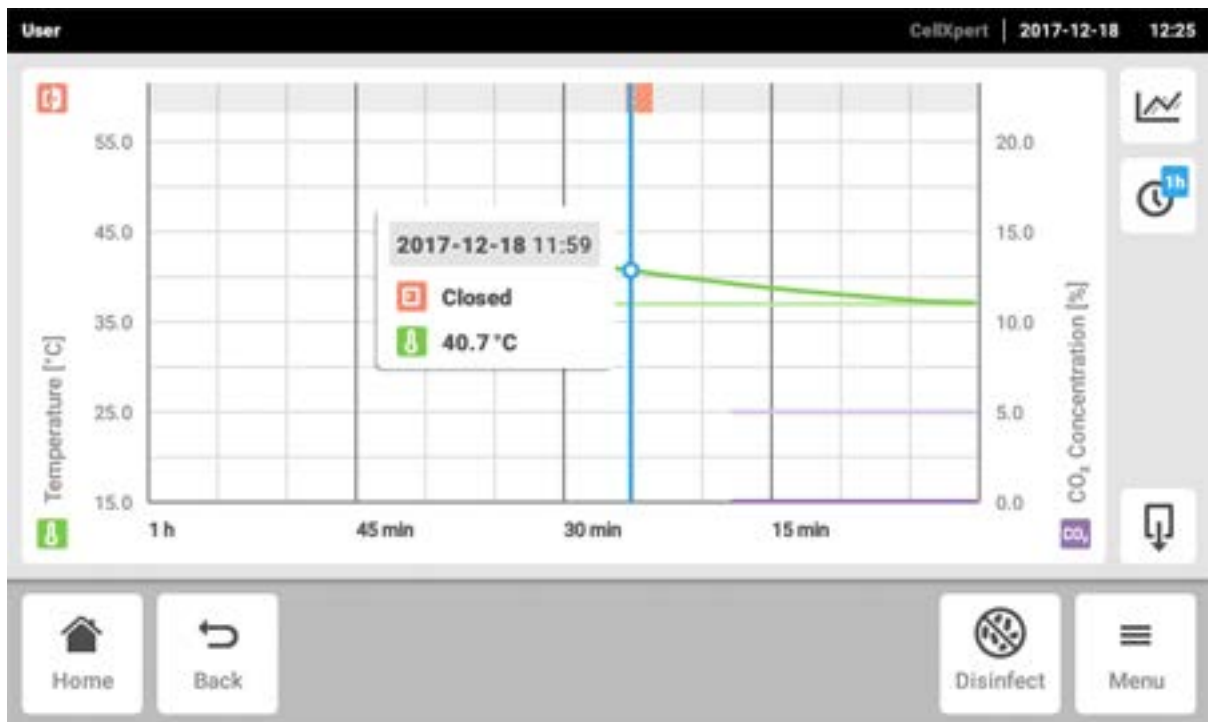 User
CellXpert 2017-12-18 12:25
55.0
45.0
35.0
25.0
15.0
Temperature [°C]
2017-12-18 11:59
Closed
40.7 °C
20.0
15.0
10.0
5.0
0.0
CO₂ Concentration [%]
1 h
45 min
30 min
15 min
CO₂
1h
Home
Back
Disinfect
Menu